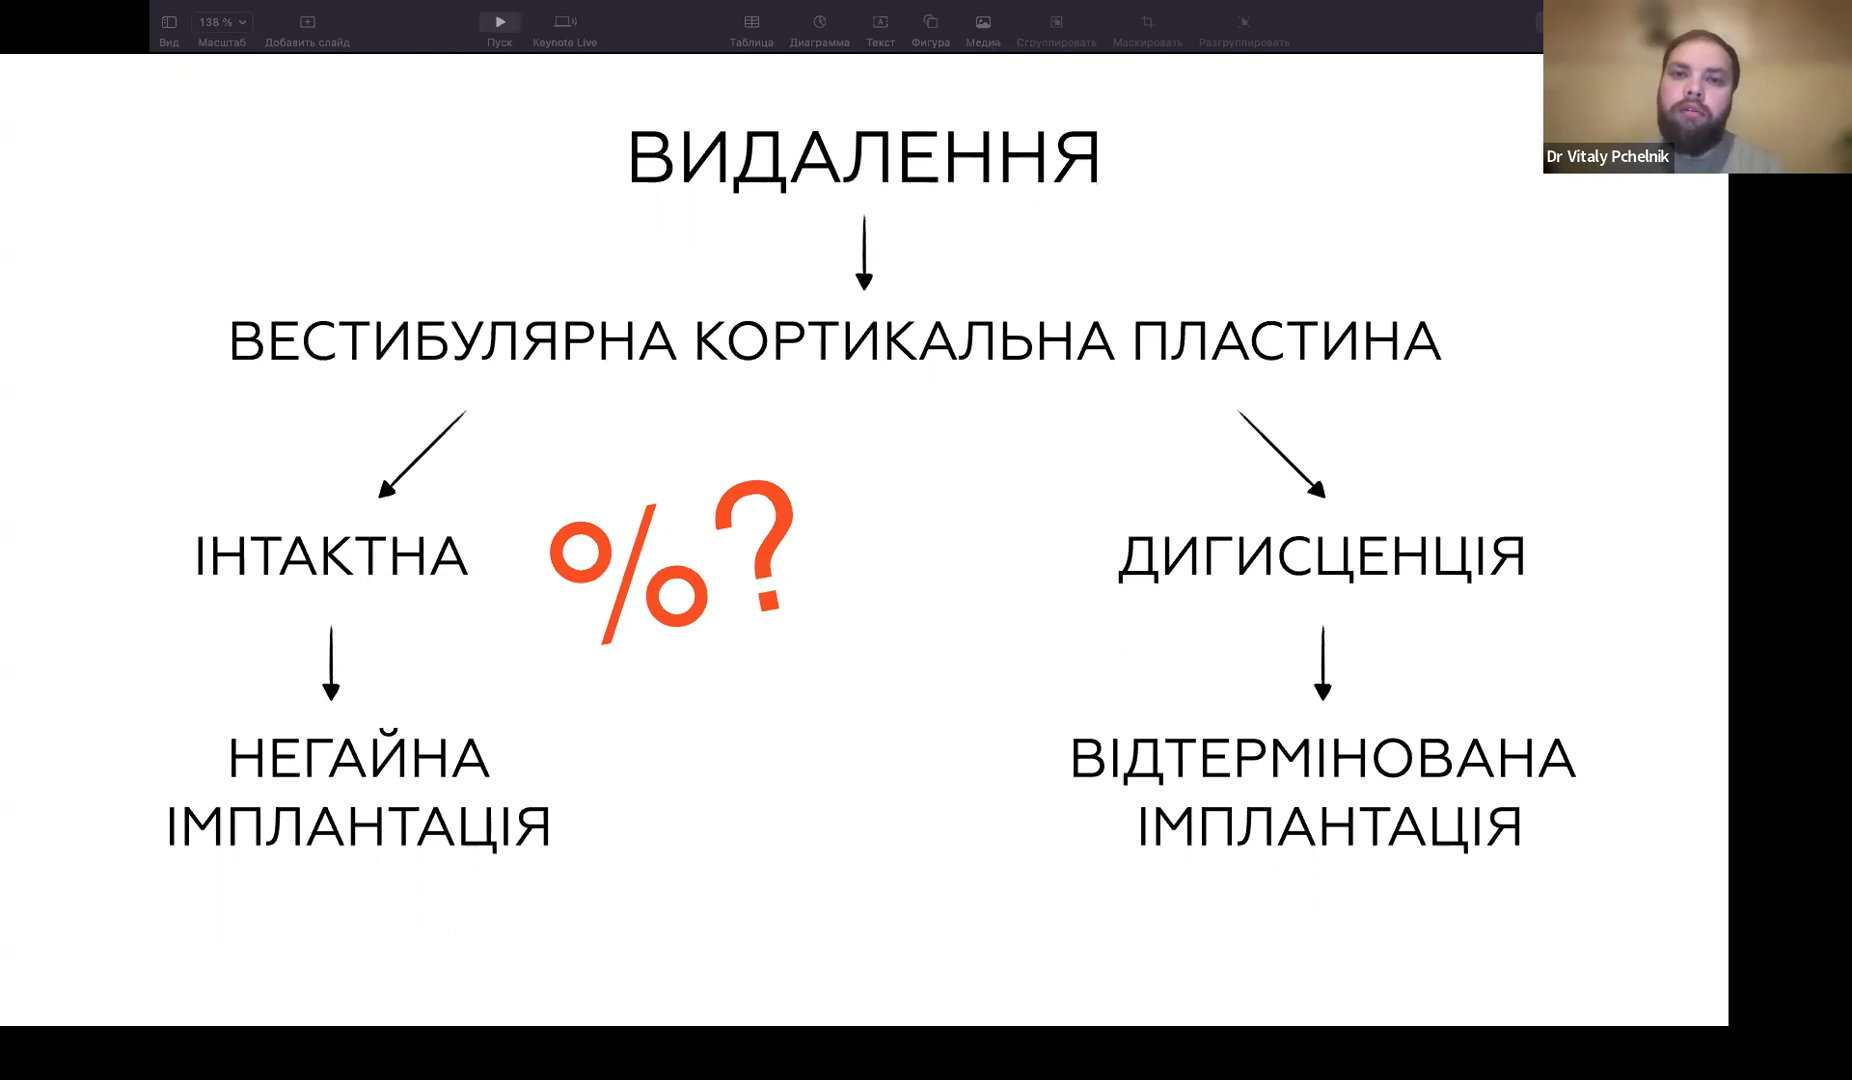 138 %
Вид
Масштаб
Добавить слайд
Пуск
Keynote Live
Таблица
Диаграмма
Текст
Фигура
Медиа
Сгруппировать
Маскировать
Разгруппировать
Dr Vitaly Pchelnik
ВИДАЛЕННЯ
ВЕСТИБУЛЯРНА КОРТИКАЛЬНА ПЛАСТИНА
ІНТАКТНА
%?
ДИГИСЦЕНЦІЯ
НЕГАЙНА
ІМПЛАНТАЦІЯ
ВІДТЕРМІНОВАНА
ІМПЛАНТАЦІЯ